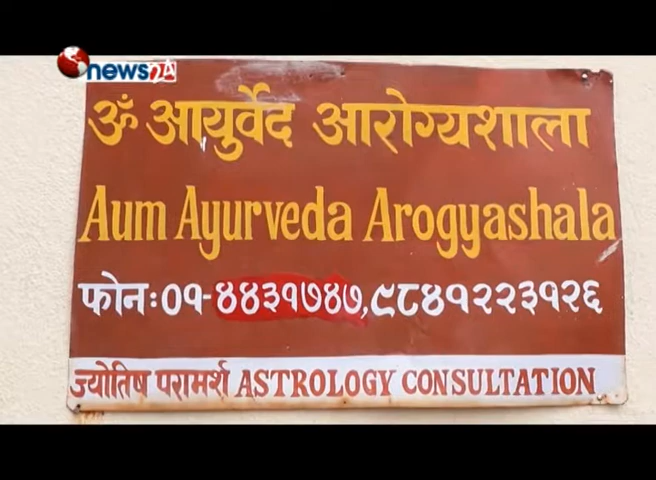 news24
ॐ आयुर्वेद आरोग्यशाला
Aum Ayurveda Arogyashala
फोन: ०१-४४३१७४७, ९८४१२२३१२६
ज्योतिष परामर्श ASTROLOGY CONSULTATION